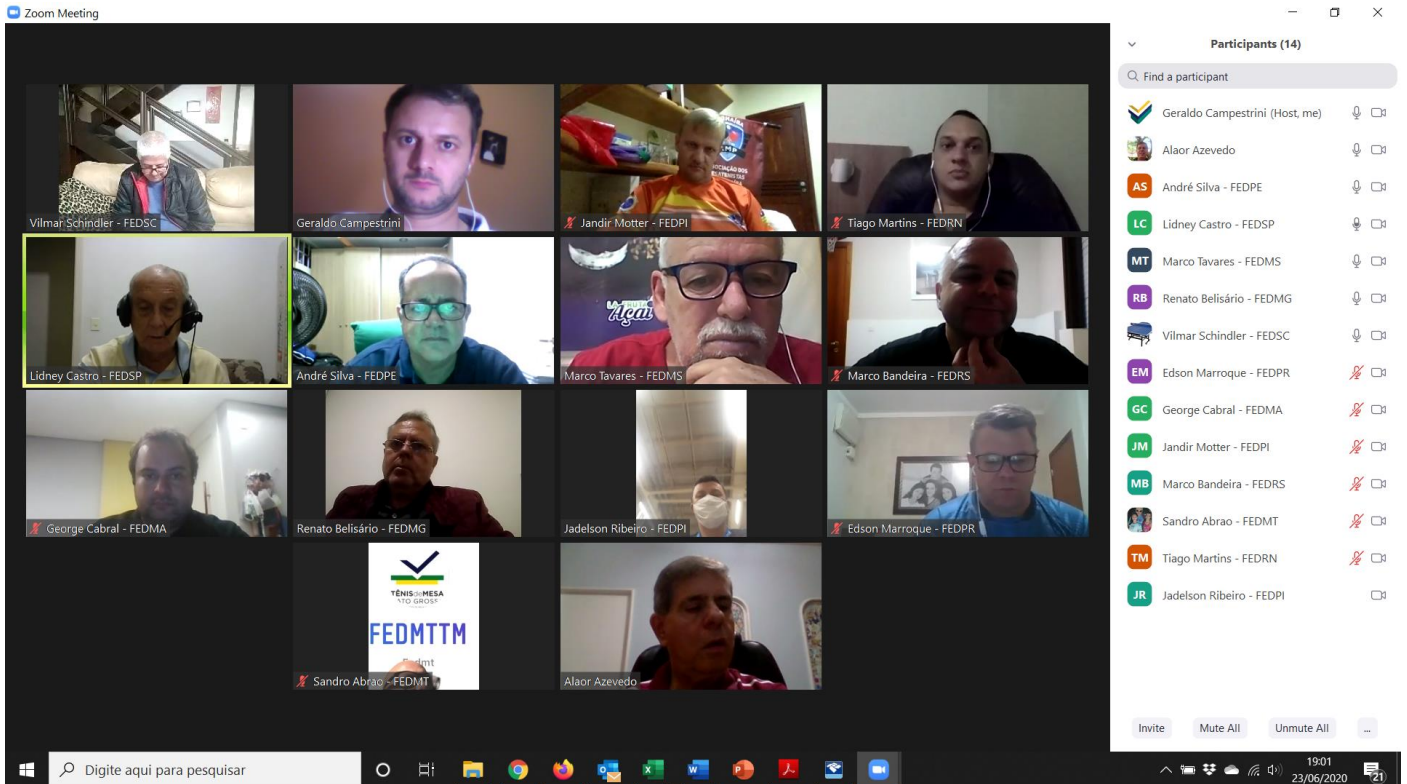 Zoom Meeting
Participants (14)
Find a participant
Geraldo Campestrini (Host, me)
Alaor Azevedo
AS André Silva - FEDPE
LC Lidney Castro - FEDSP
MT Marco Tavares - FEDMS
RB Renato Belisário - FEDMG
Vilmar Schindler - FEDSC
EM Edson Marroque - FEDPR
GC George Cabral - FEDMA
JM Jandir Motter - FEDPI
MB Marco Bandeira - FEDRS
Sandro Abrao - FEDMT
TM Tiago Martins - FEDRN
JR Jadelson Ribeiro - FEDPI
Invite Mute All Unmute All ...
Vilmar Schindler - FEDSC
Geraldo Campestrini
Jandir Motter - FEDPI
Tiago Martins - FEDRN
Açaí
Lidney Castro - FEDSP
André Silva - FEDPE
Marco Tavares - FEDMS
Marco Bandeira - FEDRS
George Cabral - FEDMA
Renato Belisário - FEDMG
Jadelson Ribeiro - FEDPI
Edson Marroque - FEDPR
TÊNIS DE MESA
FEDMTTM
Sandro Abrao - FEDMT
Alaor Azevedo
Digite aqui para pesquisar
19:01
23/06/2020
21